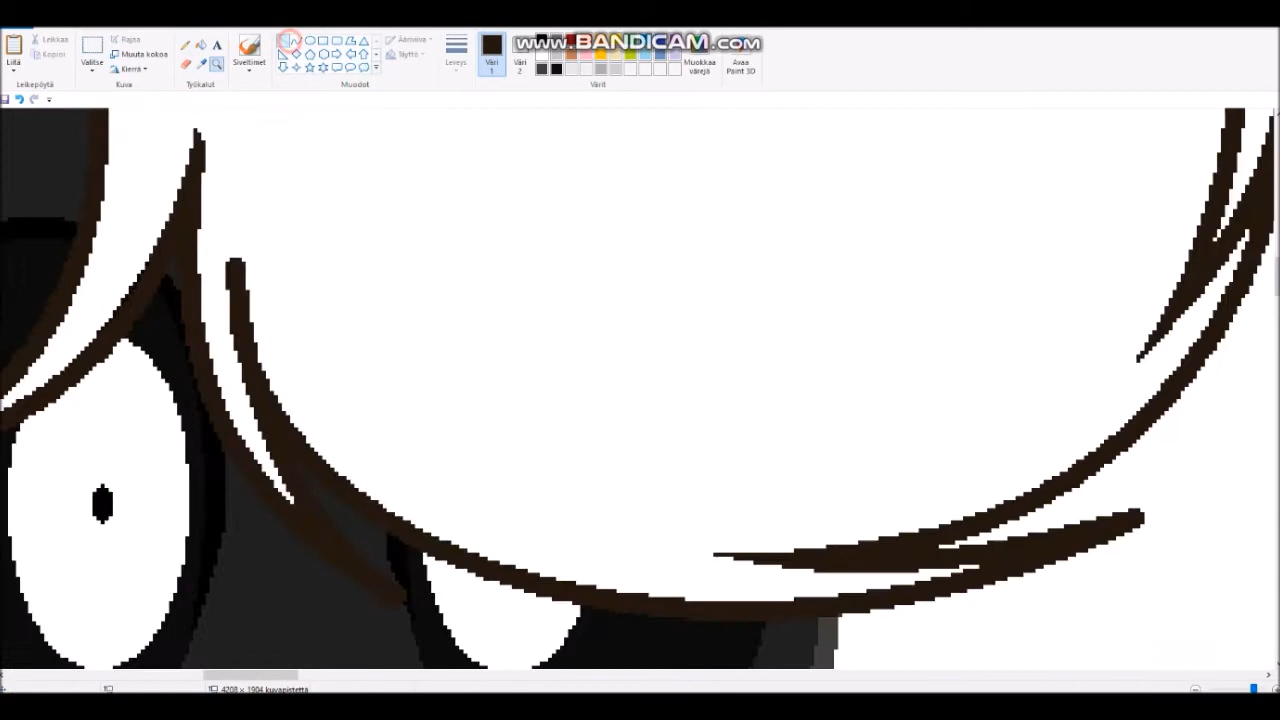 www.BANDICAM.com
Liitä
Leikkaa
Kopioi
Leikepöytä
Valitse
Rajaa
Muuta kokoa
Kierrä
Kuva
A
Työkalut
Siveltimet
Ääriviiva
Täyttö
Muodot
Leveys
Väri
1
Väri
2
Muokkaa
värejä
Avaa
Paint 3D
Värit
4208 × 1904 kuvapistettä